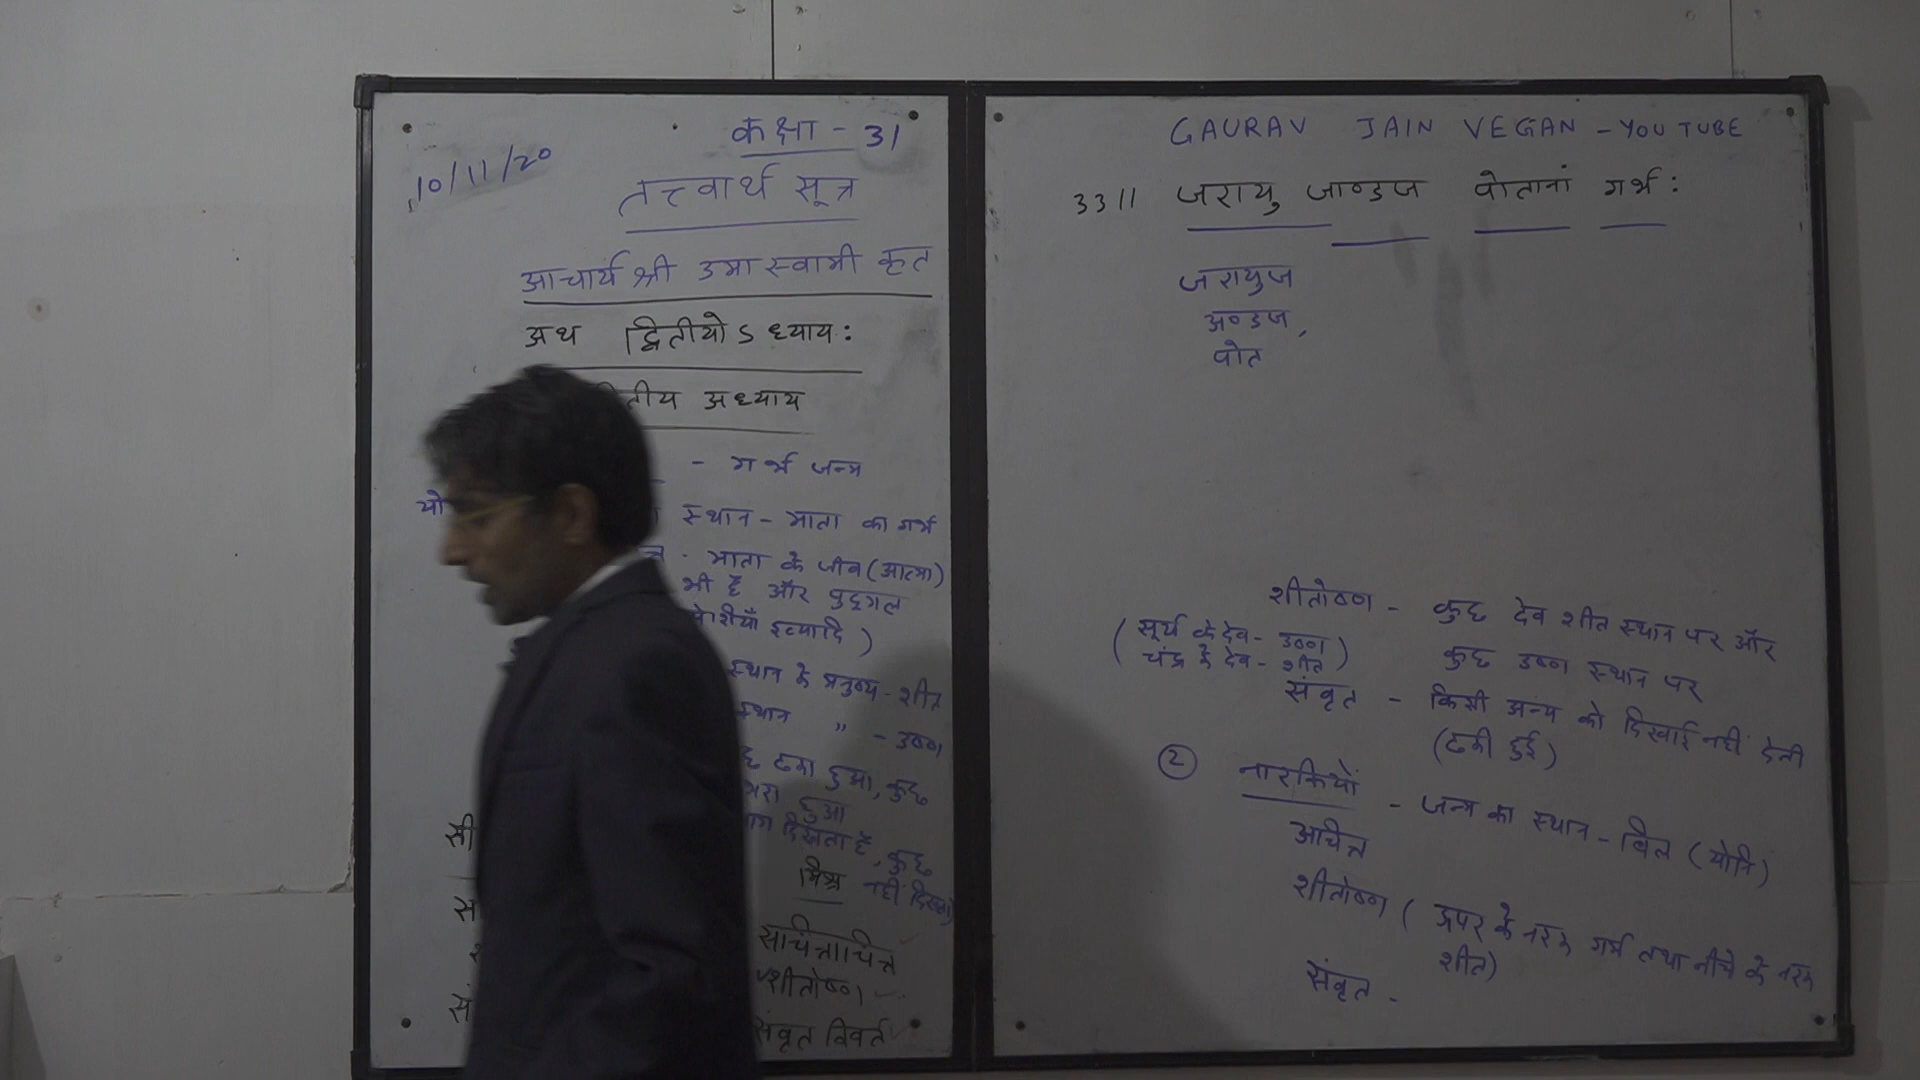 कक्षा - 31
10/11/20
तत्त्वार्थ सूत्र
आचार्य श्री उमास्वामी कृत
अथ द्वितीयोऽध्याय:
तीय अध्याय
- गर्भ जन्म
यो स्थान - माता का गर्भ
माता के जीव (आत्मा)
भी है और पुद्गल
इत्यादि)
स्थान के मनुष्य - शीत
स्थान " - उष्ण
ढका हुआ, कुछ
हुआ
दिखता है, कुछ
मिश्र नहीं दिखता)
सचित्ताचित्त
शीतोष्ण
संवृत विवर्त
GAURAV JAIN VEGAN - YOUTUBE
33।। जरायु जाण्डज पोतानां गर्भ:
जरायुज
अण्डज,
पोत
शीतोष्ण - कुछ देव शीत स्थान पर और
कुछ उष्ण स्थान पर
(सूर्य के देव - उष्ण
चंद्र के देव - शीत)
संवृत - किसी अन्य को दिखाई नहीं देती
(ढकी हुई)
② नारकियों - जन्म का स्थान - बिल (योनि)
अचित्त
शीतोष्ण (ऊपर के नरक गर्म तथा नीचे के नरक
शीत)
संवृत -